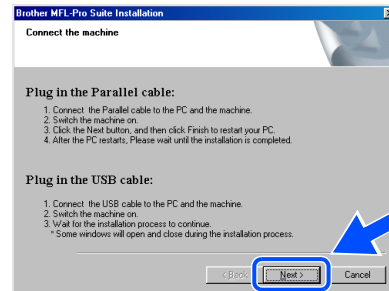 Brother MFL-Pro Suite Installation
Connect the machine
Plug in the Parallel cable:
1. Connect the Parallel cable to the PC and the machine.
2. Switch the machine on.
3. Click the Next button, and then click Finish to restart your PC.
4. After the PC restarts, Please wait until the installation is completed.
Plug in the USB cable:
1. Connect the USB cable to the PC and the machine.
2. Switch the machine on.
3. Wait for the installation process to continue.
* Some windows will open and close during the installation process.
< Back Next > Cancel